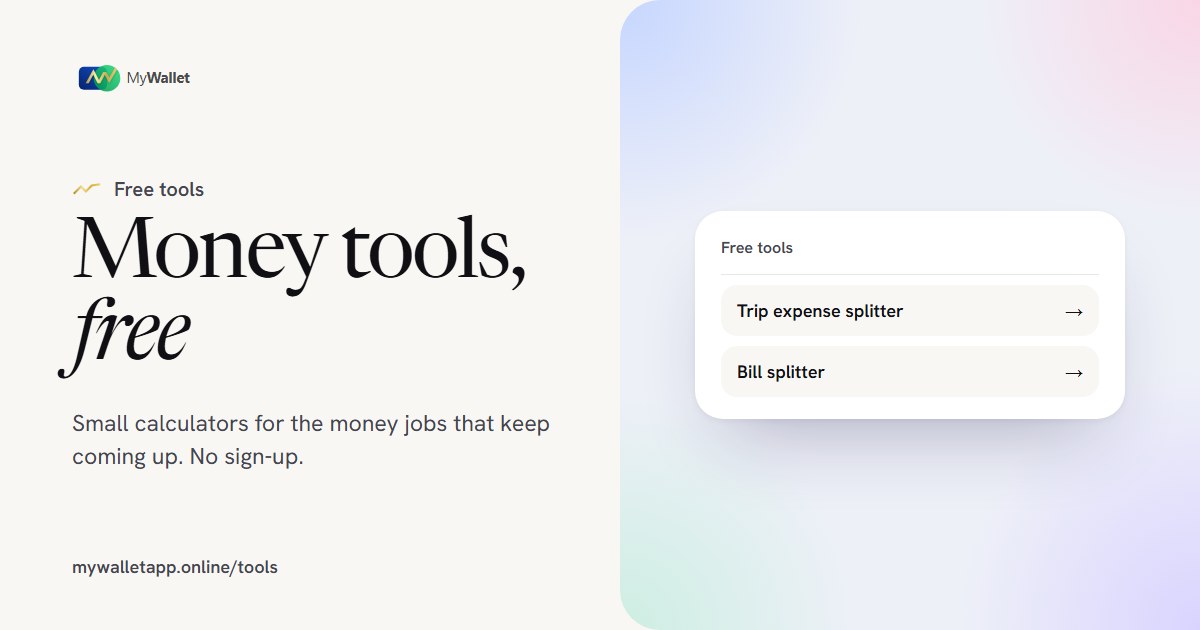 MyWallet
Free tools
Money tools,
free
Small calculators for the money jobs that keep
coming up. No sign-up.
mywalletapp.online/tools
Free tools
Trip expense splitter →
Bill splitter →